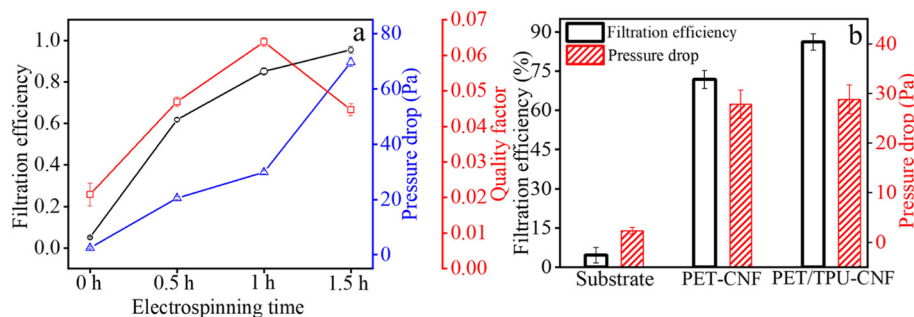 a
1.0
0.8
0.6
0.4
0.2
0.0
Filtration efficiency
0 h
0.5 h
1 h
1.5 h
Electrospinning time
80
60
40
20
0
Pressure drop (Pa)
0.07
0.06
0.05
0.04
0.03
0.02
0.01
0.00
Quality factor
b
Filtration efficiency
Pressure drop
90
75
60
45
30
15
0
Filtration efficiency (%)
Substrate
PET-CNF
PET/TPU-CNF
40
30
20
10
0
Pressure drop (Pa)